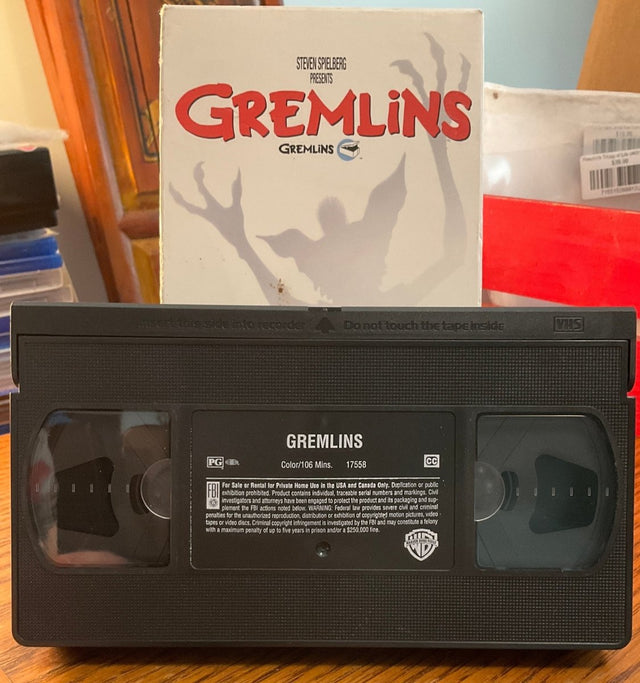 STEVEN SPIELBERG
PRESENTS
GREMLiNS
GREMLiNS
$39.99
Insert this side into recorder Do not touch the tape inside VHS
GREMLINS
PG Color/106 Mins. 17558 CC
FBI
For Sale or Rental for Private Home Use in the USA and Canada Only. Duplication or public
exhibition prohibited. Product contains individual, traceable serial numbers and markings. Civil
investigators and attorneys have been engaged to protect the product and its packaging and sup-
plement the FBI actions noted below. WARNING: Federal law provides severe civil and criminal
penalties for the unauthorized reproduction, distribution or exhibition of copyrighted motion pictures, video
tapes or video discs. Criminal copyright infringement is investigated by the FBI and may constitute a felony
with a maximum penalty of up to five years in prison and/or a $250,000 fine.
WB